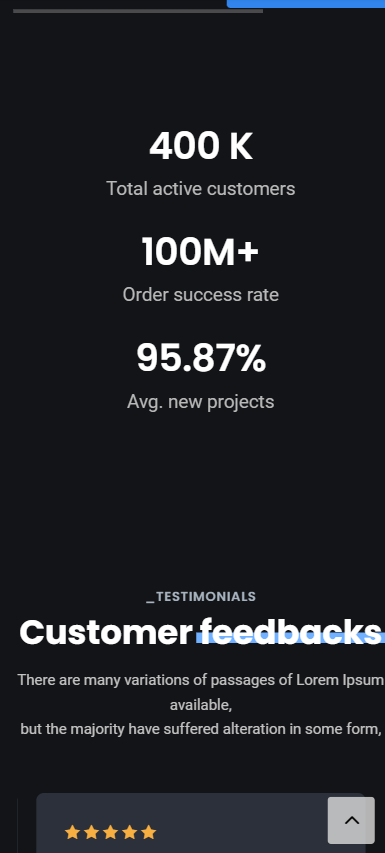 400 K
Total active customers
100M+
Order success rate
95.87%
Avg. new projects
_TESTIMONIALS
Customer feedbacks
There are many variations of passages of Lorem Ipsum
available,
but the majority have suffered alteration in some form,